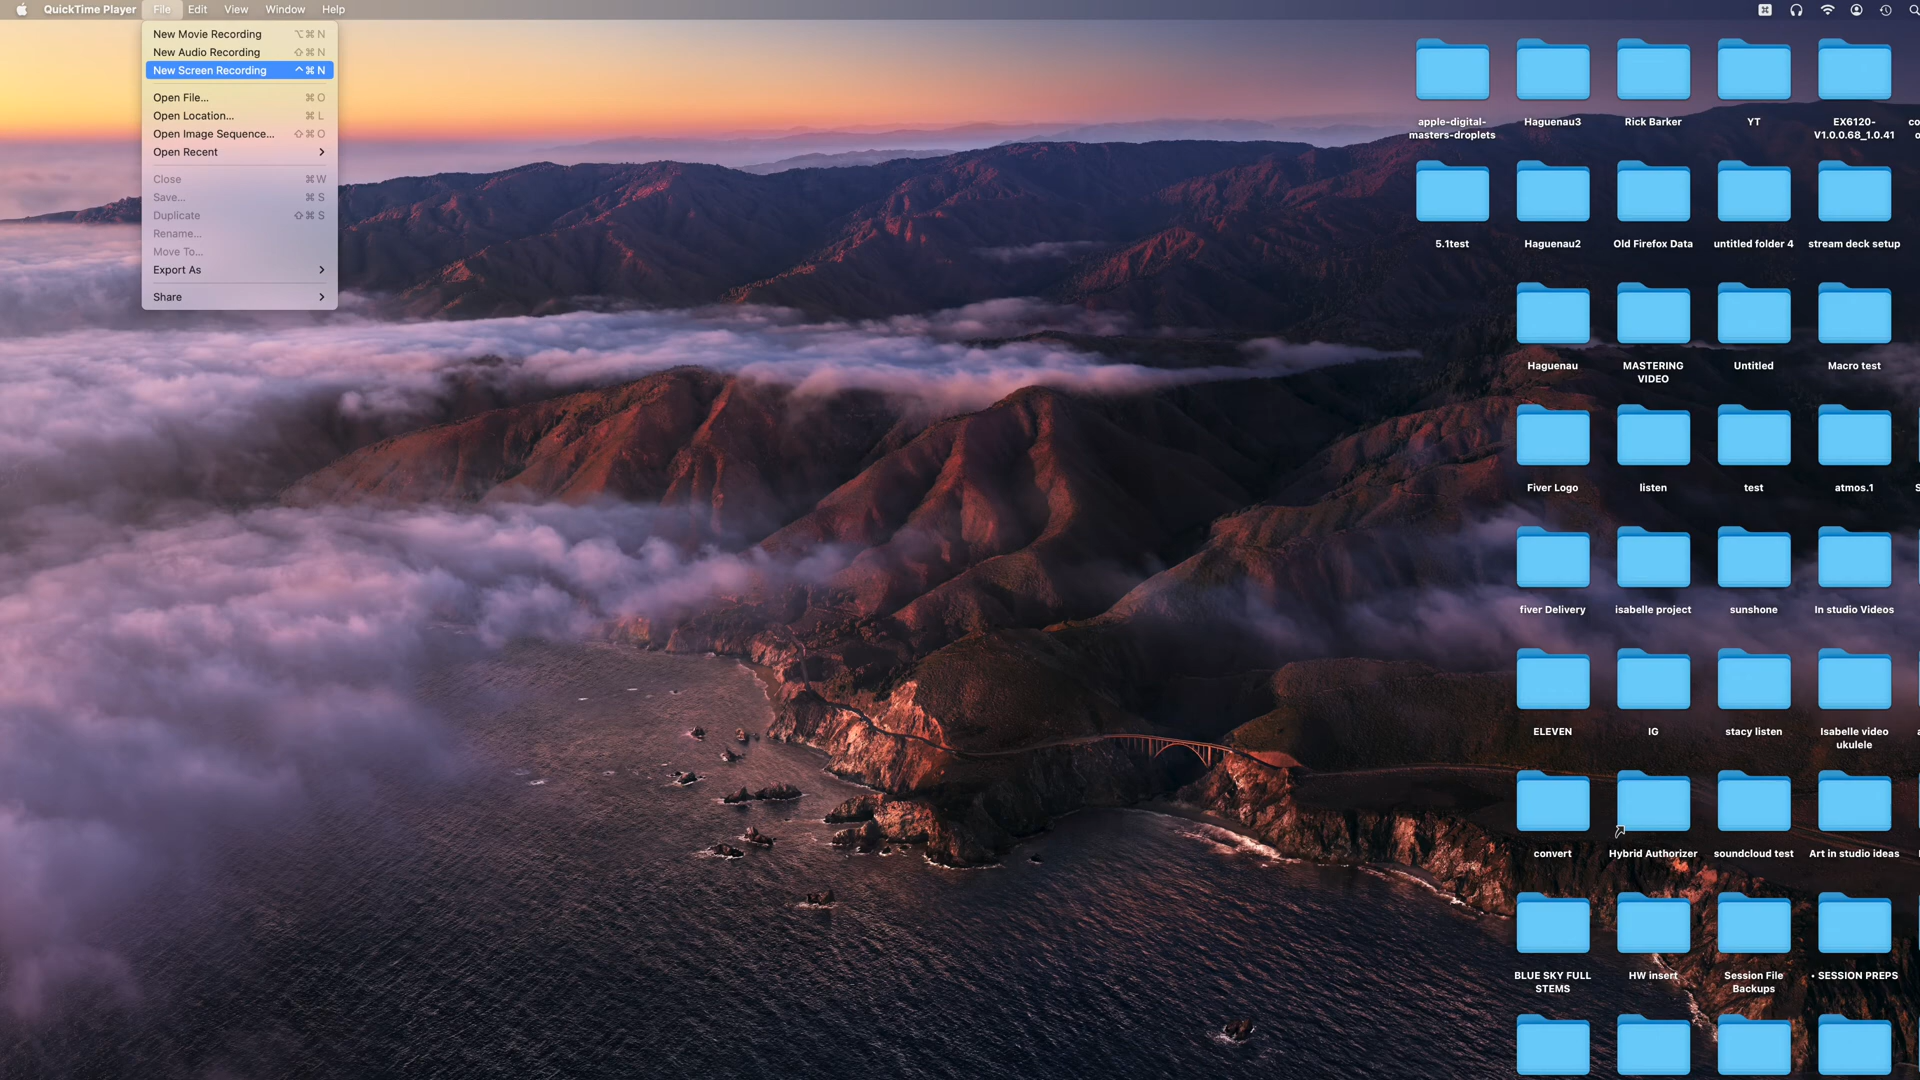 QuickTime Player File Edit View Window Help
New Movie Recording ⌥⌘N
New Audio Recording ⇧⌘N
New Screen Recording ^⌘N
Open File... ⌘O
Open Location... ⌘L
Open Image Sequence... ⇧⌘O
Open Recent >
Close ⌘W
Save... ⌘S
Duplicate ⇧⌘S
Rename...
Move To...
Export As >
Share >
apple-digital-
masters-droplets
Haguenau3
Rick Barker
YT
EX6120-
V1.0.0.68_1.0.41
5.1test
Haguenau2
Old Firefox Data
untitled folder 4
stream deck setup
Haguenau
MASTERING
VIDEO
Untitled
Macro test
Fiver Logo
listen
test
atmos.1
fiver Delivery
isabelle project
sunshone
In studio Videos
ELEVEN
IG
stacy listen
Isabelle video
ukulele
convert
Hybrid Authorizer
soundcloud test
Art in studio ideas
BLUE SKY FULL
STEMS
HW insert
Session File
Backups
• SESSION PREPS